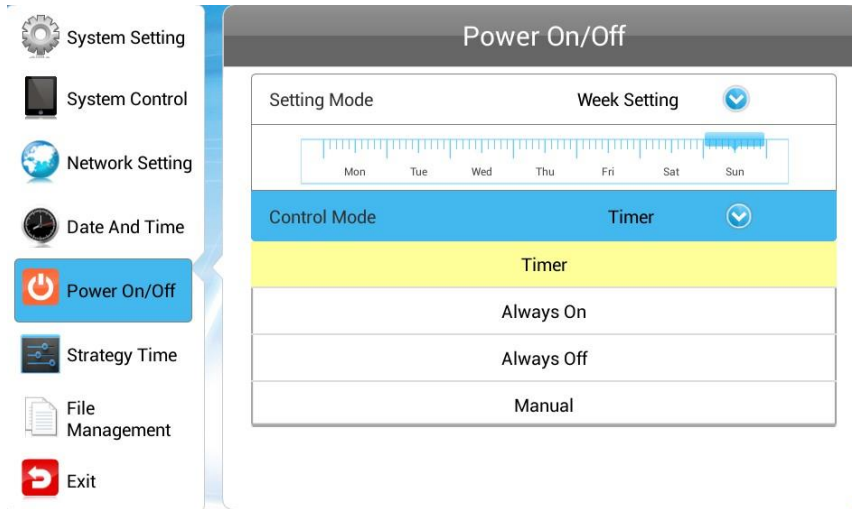 System Setting
System Control
Network Setting
Date And Time
Power On/Off
Strategy Time
File
Management
Exit
Power On/Off
Setting Mode Week Setting
Mon Tue Wed Thu Fri Sat Sun
Control Mode Timer
Timer
Always On
Always Off
Manual